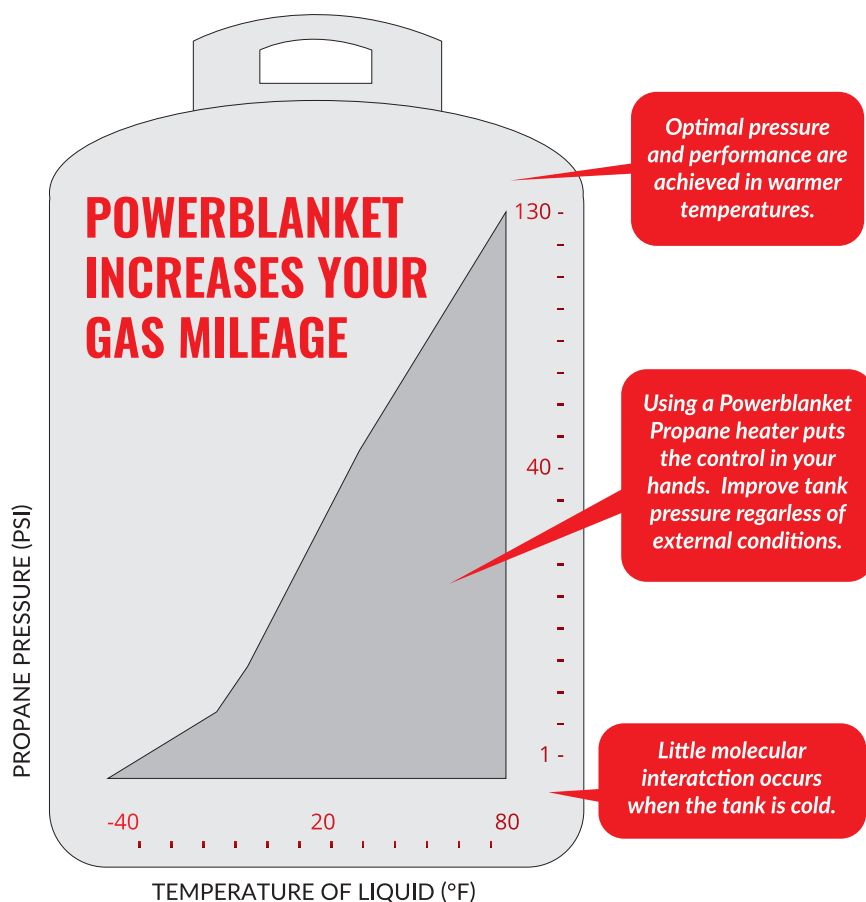 POWERBLANKET
INCREASES YOUR
GAS MILEAGE
Optimal pressure
and performance are
achieved in warmer
temperatures.
130
Using a Powerblanket
Propane heater puts
the control in your
hands.  Improve tank
pressure regarless of
external conditions.
40
Little molecular
interatction occurs
when the tank is cold.
1
PROPANE PRESSURE (PSI)
-40 20 80
TEMPERATURE OF LIQUID (°F)